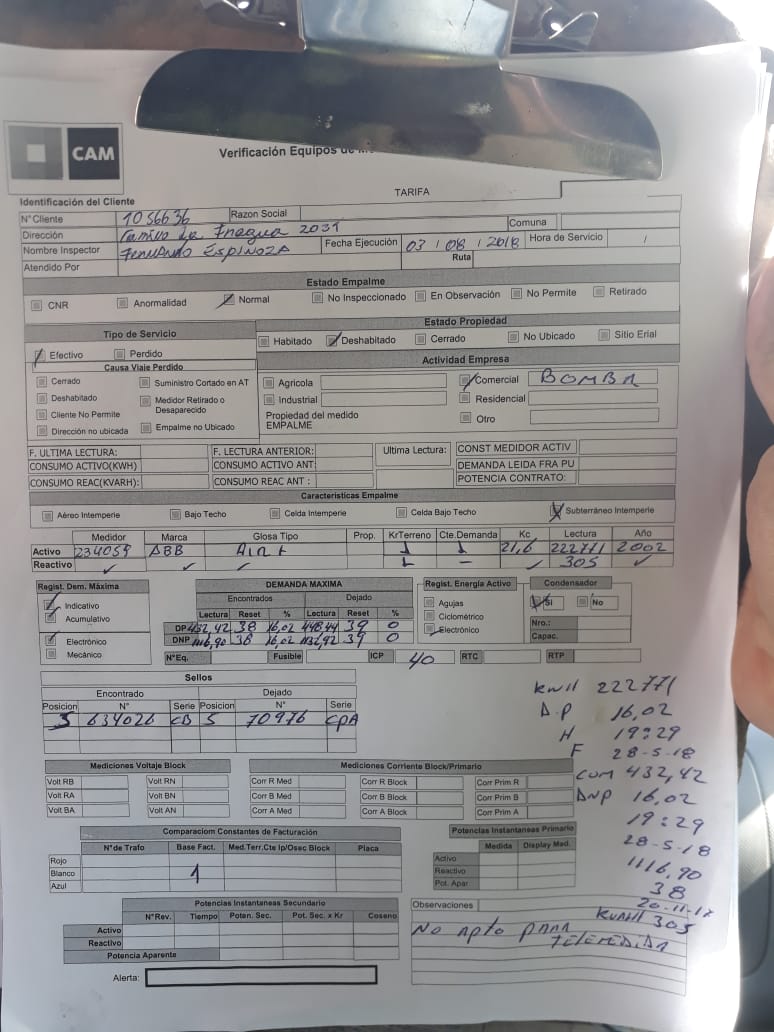 CAM
Verificación Equipos de
TARIFA
Identificación del Cliente
N°Cliente 1056636 Razon Social
Dirección Camino La Fragua 2031 Comuna
Nombre Inspector Fernando Espinoza Fecha Ejecución 03 / 08 / 2018 Hora de Servicio /
Atendido Por Ruta
Estado Empalme
CNR Anormalidad Normal No Inspeccionado En Observación No Permite Retirado
Tipo de Servicio Estado Propiedad
Habitado Deshabitado Cerrado No Ubicado Sitio Erial
Efectivo Perdido
Causa Viaje Perdido Actividad Empresa
Cerrado Suministro Cortado en AT Agricola Comercial BOMBA
Deshabitado Medidor Retirado o Desaparecido Industrial Residencial
Cliente No Permite Propiedad del medido Otro
Dirección no ubicada Empalme no Ubicado EMPALME
F. ULTIMA LECTURA: F. LECTURA ANTERIOR: Ultima Lectura: CONST MEDIDOR ACTIV
CONSUMO ACTIVO(KWH) CONSUMO ACTIVO ANT: DEMANDA LEIDA FRA PU
CONSUMO REAC(KVARH): CONSUMO REAC ANT : POTENCIA CONTRATO:
Caracteristicas Empalme
Aéreo Intemperie Bajo Techo Celda Intemperie Celda Bajo Techo Subterráneo Intemperie
Medidor Marca Glosa Tipo Prop. KrTerreno Cte.Demanda Kc Lectura Año
Activo 234059 ABB 1 1 21,6 222771 2002
Reactivo 305
Regist. Dem. Máxima DEMANDA MAXIMA Regist. Energía Activo Condensador
Indicativo Encontrados Dejado Agujas Si No
Acumulativo Lectura Reset % Lectura Reset % Ciclométrico Nro.:
DP 432,42 38 16,02 448,44 39 0 Electrónico Capac.
Electrónico DNP 1116,90 38 16,02 1132,92 39 0
Mecánico N°Eq. Fusible ICP 40 RTC RTP
Sellos
Encontrado Dejado
Posicion N° Serie Posicion N° Serie
5 634026 CB 5 70976 CPA
KWH 222771
D.P 16,02
H 19:29
F 28-5-18
CUM 432,42
DNP 16,02
19:29
28-5-18
1116,90
38
20-11-17
KVARH 305
Mediciones Voltaje Block Mediciones Corriente Block/Primario
Volt RB Volt RN Corr R Med Corr R Block Corr Prim R
Volt RA Volt BN Corr B Med Corr B Block Corr Prim B
Volt BA Volt AN Corr A Med Corr A Block Corr Prim A
Comparaciom Constantes de Facturación Potencias Instantaneas Primario
N°de Trafo Base Fact. Med.Terr.Cte Ip/Osec Block Placa Medida Display Med.
Rojo Activo
Blanco 1 Reactivo
Azul Pot. Apar
Potencias Instantaneas Secundario Observaciones
N°Rev. Tiempo Poten. Sec. Pot. Sec. x Kr Coseno
Activo No apto para
Reactivo TELEMEDIDA
Potencia Aparente
Alerta: